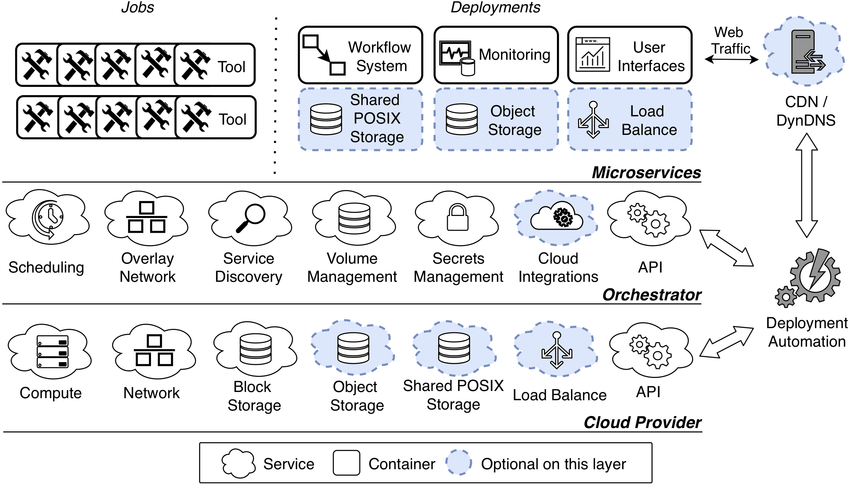 Jobs
Deployments
Tool
Tool
Workflow
System
Monitoring
User
Interfaces
Shared
POSIX
Storage
Object
Storage
Load
Balance
Web
Traffic
CDN /
DynDNS
Microservices
Scheduling
Overlay
Network
Service
Discovery
Volume
Management
Secrets
Management
Cloud
Integrations
API
Orchestrator
Deployment
Automation
Compute
Network
Block
Storage
Object
Storage
Shared POSIX
Storage
Load Balance
API
Cloud Provider
Service
Container
Optional on this layer